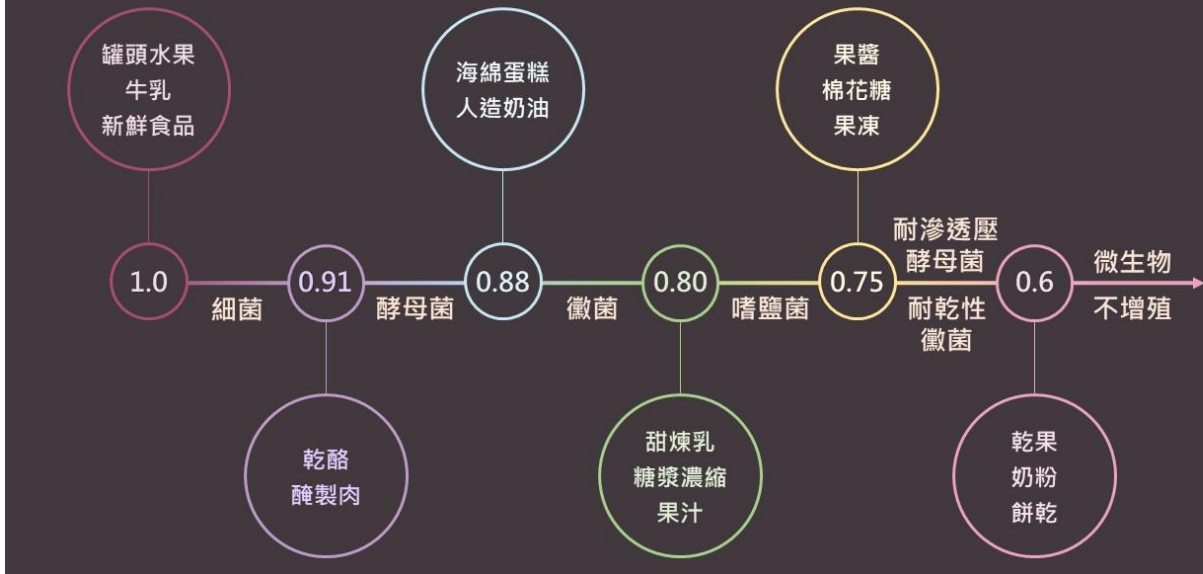 罐頭水果
牛乳
新鮮食品
海綿蛋糕
人造奶油
果醬
棉花糖
果凍
1.0
細菌
0.91
酵母菌
0.88
黴菌
0.80
嗜鹽菌
0.75
耐滲透壓
酵母菌
耐乾性
黴菌
0.6
微生物
不增殖
乾酪
醃製肉
甜煉乳
糖漿濃縮
果汁
乾果
奶粉
餅乾